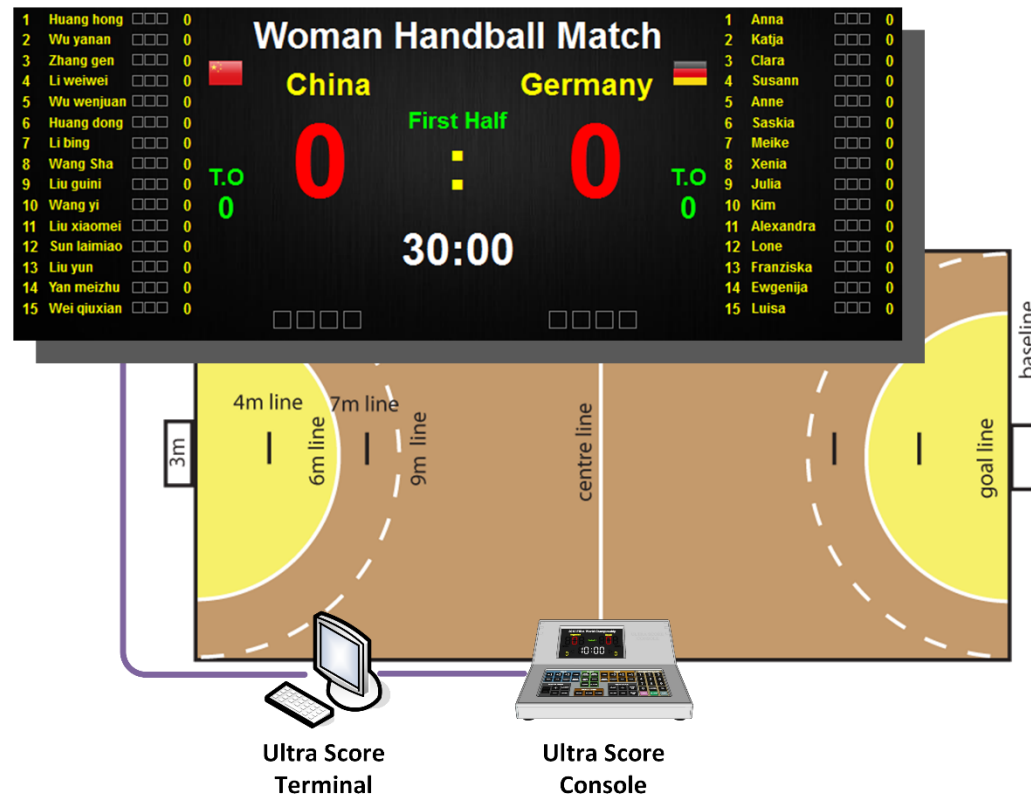 Woman Handball Match
China
Germany
First Half
0 : 0
T.O
0
T.O
0
30:00
1 Huang hong 0
2 Wu yanan 0
3 Zhang gen 0
4 Li weiwei 0
5 Wu wenjuan 0
6 Huang dong 0
7 Li bing 0
8 Wang Sha 0
9 Liu guini 0
10 Wang yi 0
11 Liu xiaomei 0
12 Sun laimiao 0
13 Liu yun 0
14 Yan meizhu 0
15 Wei qiuxian 0
1 Anna 0
2 Katja 0
3 Clara 0
4 Susann 0
5 Anne 0
6 Saskia 0
7 Meike 0
8 Xenia 0
9 Julia 0
10 Kim 0
11 Alexandra 0
12 Lone 0
13 Franziska 0
14 Ewgenija 0
15 Luisa 0
3m
4m line
6m line
7m line
9m line
centre line
goal line
baseline
10:00
Ultra Score
Terminal
Ultra Score
Console